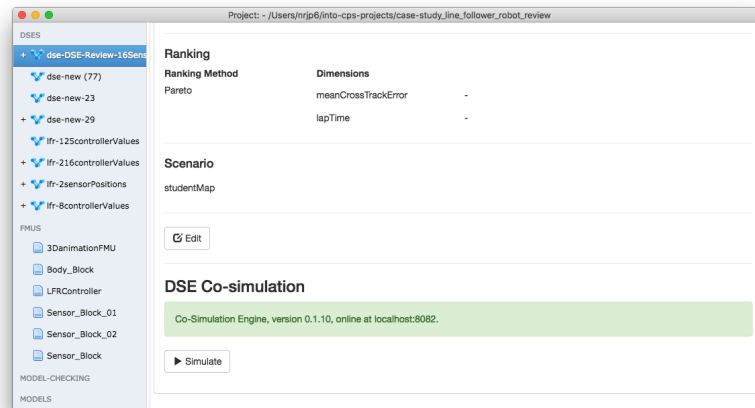 Project: - /Users/nrjp6/into-cps-projects/case-study_line_follower_robot_review
DSES
+ dse-DSE-Review-16Sens
dse-new (77)
dse-new-23
+ dse-new-29
lfr-125controllerValues
+ lfr-216controllerValues
+ lfr-2sensorPositions
+ lfr-8controllerValues
FMUS
3DanimationFMU
Body_Block
LFRController
Sensor_Block_01
Sensor_Block_02
Sensor_Block
MODEL-CHECKING
MODELS
Ranking
Ranking Method Dimensions
Pareto meanCrossTrackError -
lapTime -
Scenario
studentMap
Edit
DSE Co-simulation
Co-Simulation Engine, version 0.1.10, online at localhost:8082.
Simulate